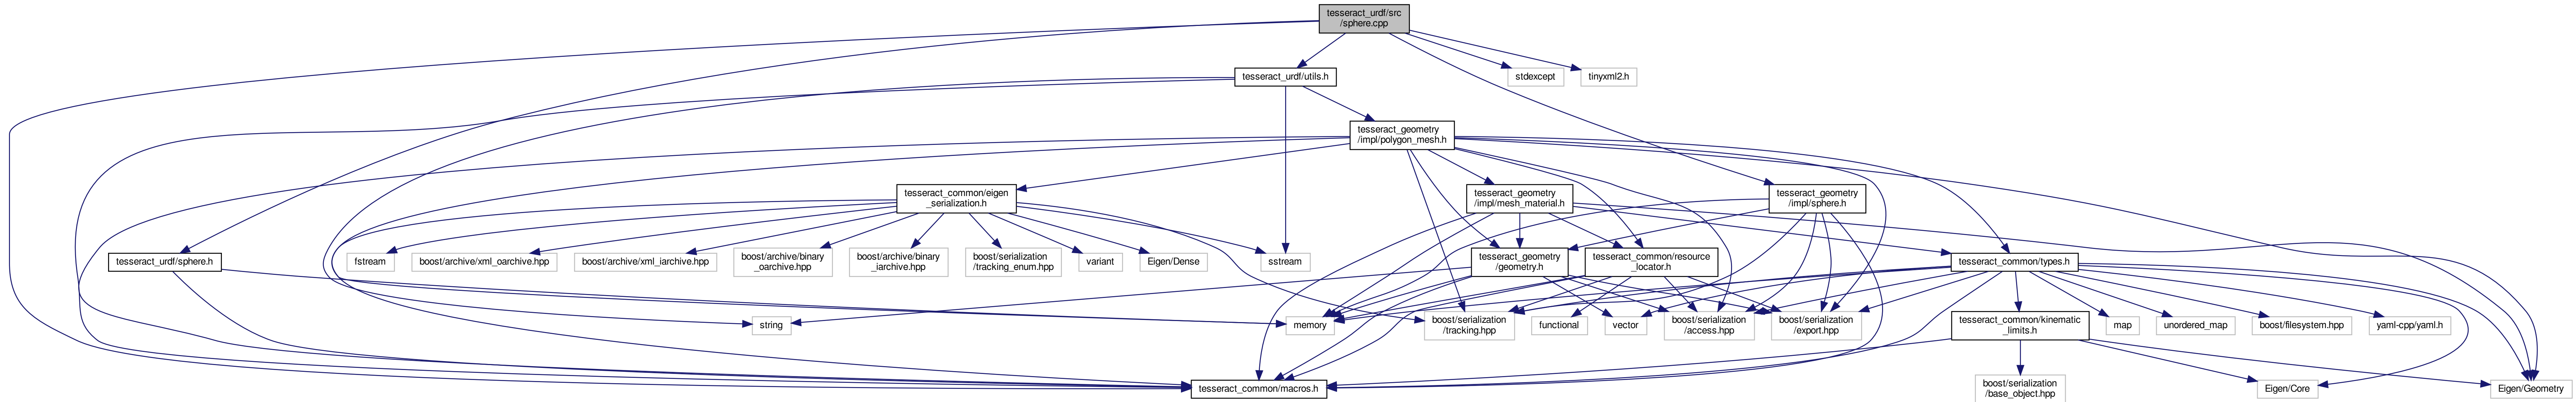 tesseract_urdf/src
/sphere.cpp
tesseract_urdf/utils.h
stdexcept
tinyxml2.h
tesseract_geometry
/impl/polygon_mesh.h
tesseract_common/eigen
_serialization.h
tesseract_geometry
/impl/mesh_material.h
tesseract_geometry
/impl/sphere.h
tesseract_urdf/sphere.h
fstream
boost/archive/xml_oarchive.hpp
boost/archive/xml_iarchive.hpp
boost/archive/binary
_oarchive.hpp
boost/archive/binary
_iarchive.hpp
boost/serialization
/tracking_enum.hpp
variant
Eigen/Dense
sstream
tesseract_geometry
/geometry.h
tesseract_common/resource
_locator.h
tesseract_common/types.h
string
memory
boost/serialization
/tracking.hpp
functional
vector
boost/serialization
/access.hpp
boost/serialization
/export.hpp
tesseract_common/kinematic
_limits.h
map
unordered_map
boost/filesystem.hpp
yaml-cpp/yaml.h
tesseract_common/macros.h
boost/serialization
/base_object.hpp
Eigen/Core
Eigen/Geometry